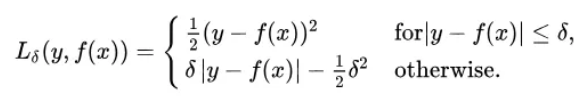 L_δ(y, f(x)) = { ½(y − f(x))² for|y − f(x)| ≤ δ,
δ|y − f(x)| − ½δ² otherwise.